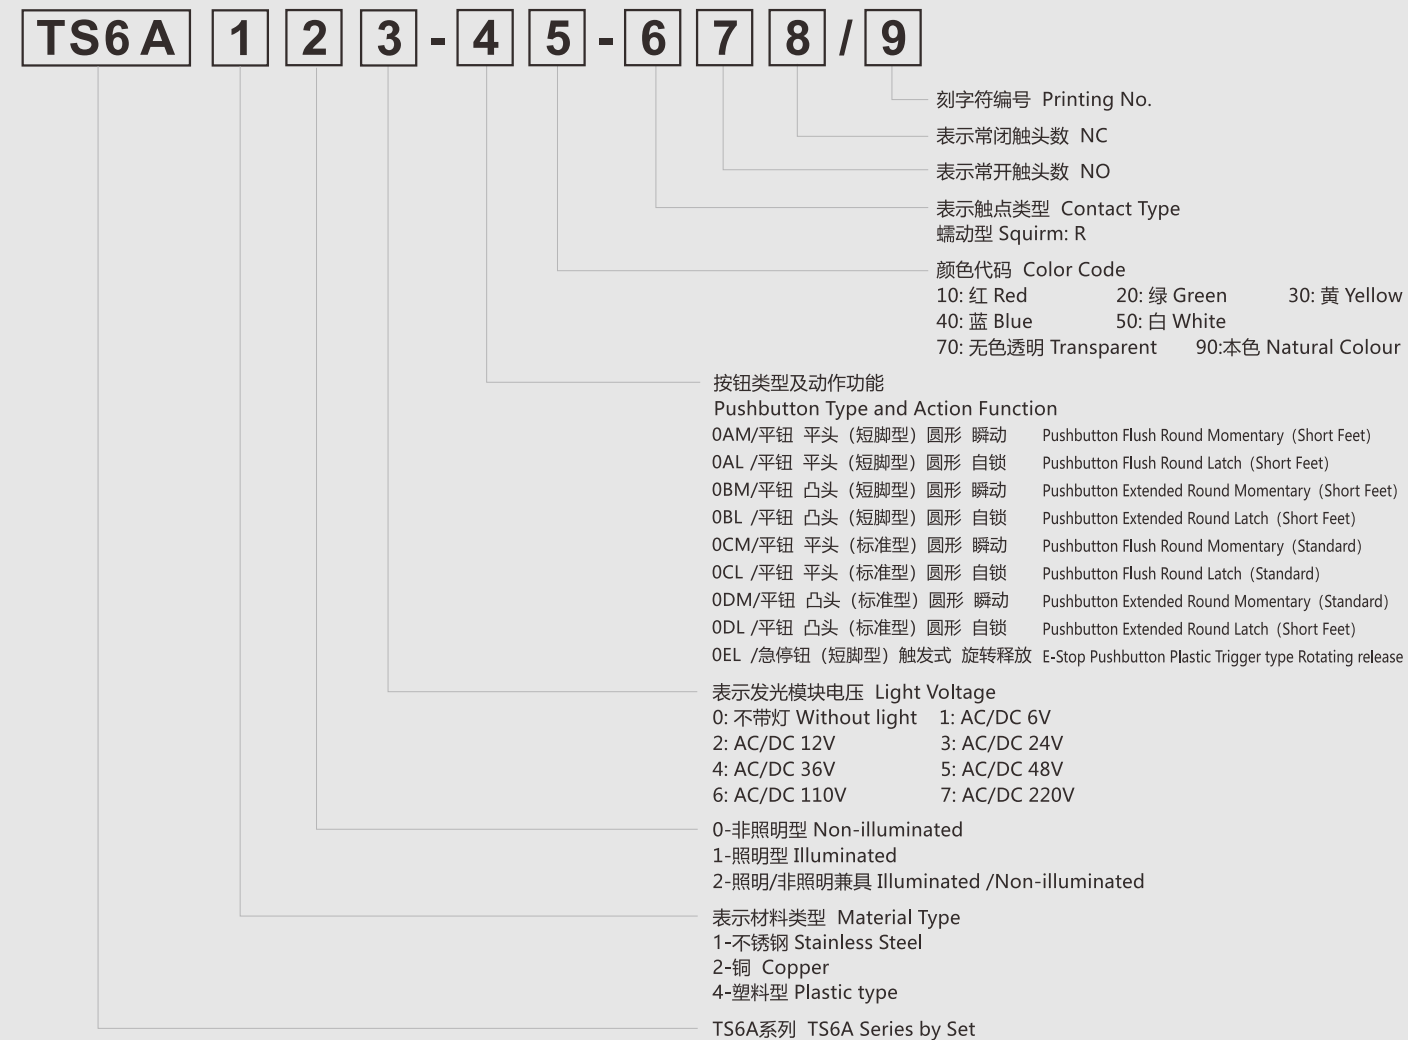 TS6A 1 2 3 - 4 5 - 6 7 8 / 9
刻字符编号 Printing No.
表示常闭触头数 NC
表示常开触头数 NO
表示触点类型 Contact Type
蠕动型 Squirm: R
颜色代码 Color Code
10: 红 Red 20: 绿 Green 30: 黄 Yellow
40: 蓝 Blue 50: 白 White
70: 无色透明 Transparent 90:本色 Natural Colour
按钮类型及动作功能
Pushbutton Type and Action Function
0AM/平钮 平头（短脚型）圆形 瞬动 Pushbutton Flush Round Momentary (Short Feet)
0AL /平钮 平头（短脚型）圆形 自锁 Pushbutton Flush Round Latch (Short Feet)
0BM/平钮 凸头（短脚型）圆形 瞬动 Pushbutton Extended Round Momentary (Short Feet)
0BL /平钮 凸头（短脚型）圆形 自锁 Pushbutton Extended Round Latch (Short Feet)
0CM/平钮 平头（标准型）圆形 瞬动 Pushbutton Flush Round Momentary (Standard)
0CL /平钮 平头（标准型）圆形 自锁 Pushbutton Flush Round Latch (Standard)
0DM/平钮 凸头（标准型）圆形 瞬动 Pushbutton Extended Round Momentary (Standard)
0DL /平钮 凸头（标准型）圆形 自锁 Pushbutton Extended Round Latch (Short Feet)
0EL /急停钮（短脚型）触发式 旋转释放 E-Stop Pushbutton Plastic Trigger type Rotating release
表示发光模块电压 Light Voltage
0: 不带灯 Without light 1: AC/DC 6V
2: AC/DC 12V 3: AC/DC 24V
4: AC/DC 36V 5: AC/DC 48V
6: AC/DC 110V 7: AC/DC 220V
0-非照明型 Non-illuminated
1-照明型 Illuminated
2-照明/非照明兼具 Illuminated /Non-illuminated
表示材料类型 Material Type
1-不锈钢 Stainless Steel
2-铜 Copper
4-塑料型 Plastic type
TS6A系列 TS6A Series by Set